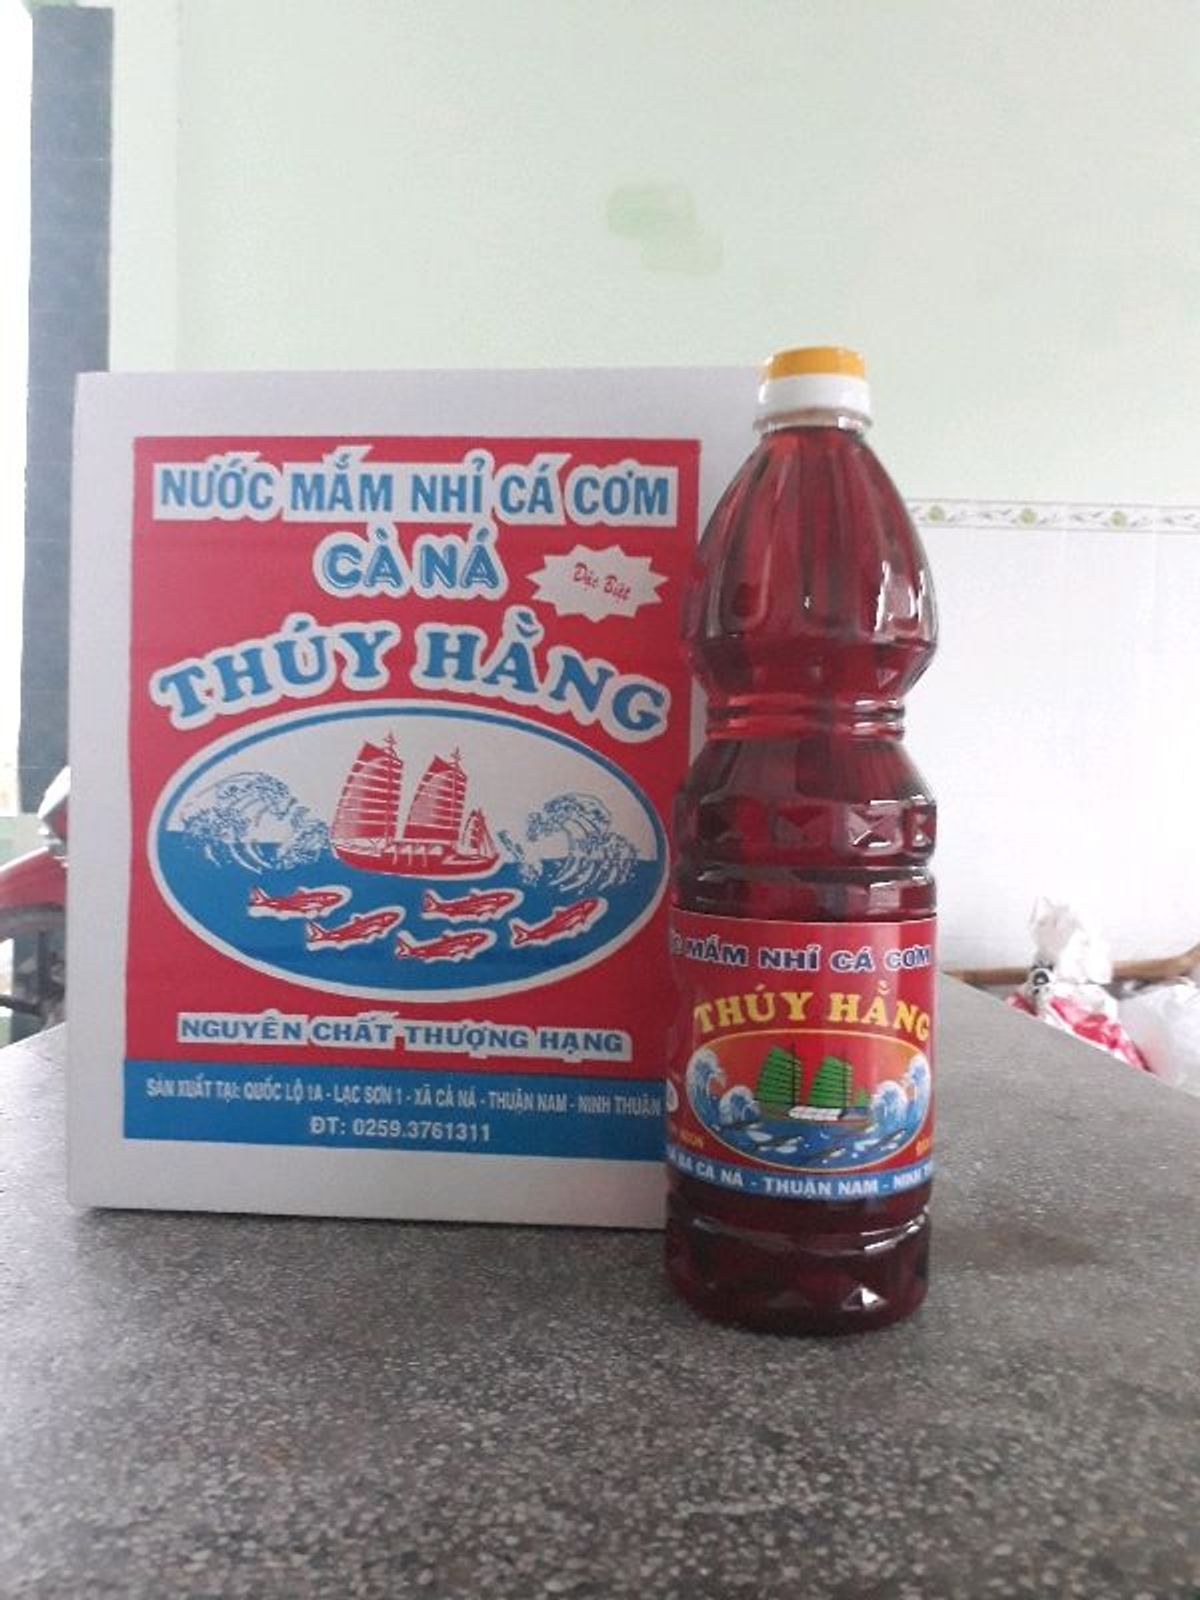 NƯỚC MẮM NHỈ CÁ CƠM
CÀ NÁ
Đặc Biệt
THÚY HẰNG
NGUYÊN CHẤT THƯỢNG HẠNG
SẢN XUẤT TẠI: QUỐC LỘ 1A - LẠC SƠN 1 - XÃ CÀ NÁ - THUẬN NAM - NINH THUẬN
ĐT: 0259.3761311
MẮM NHỈ CÁ CƠM
THÚY HẰNG
CÀ NÁ - THUẬN NAM - NINH